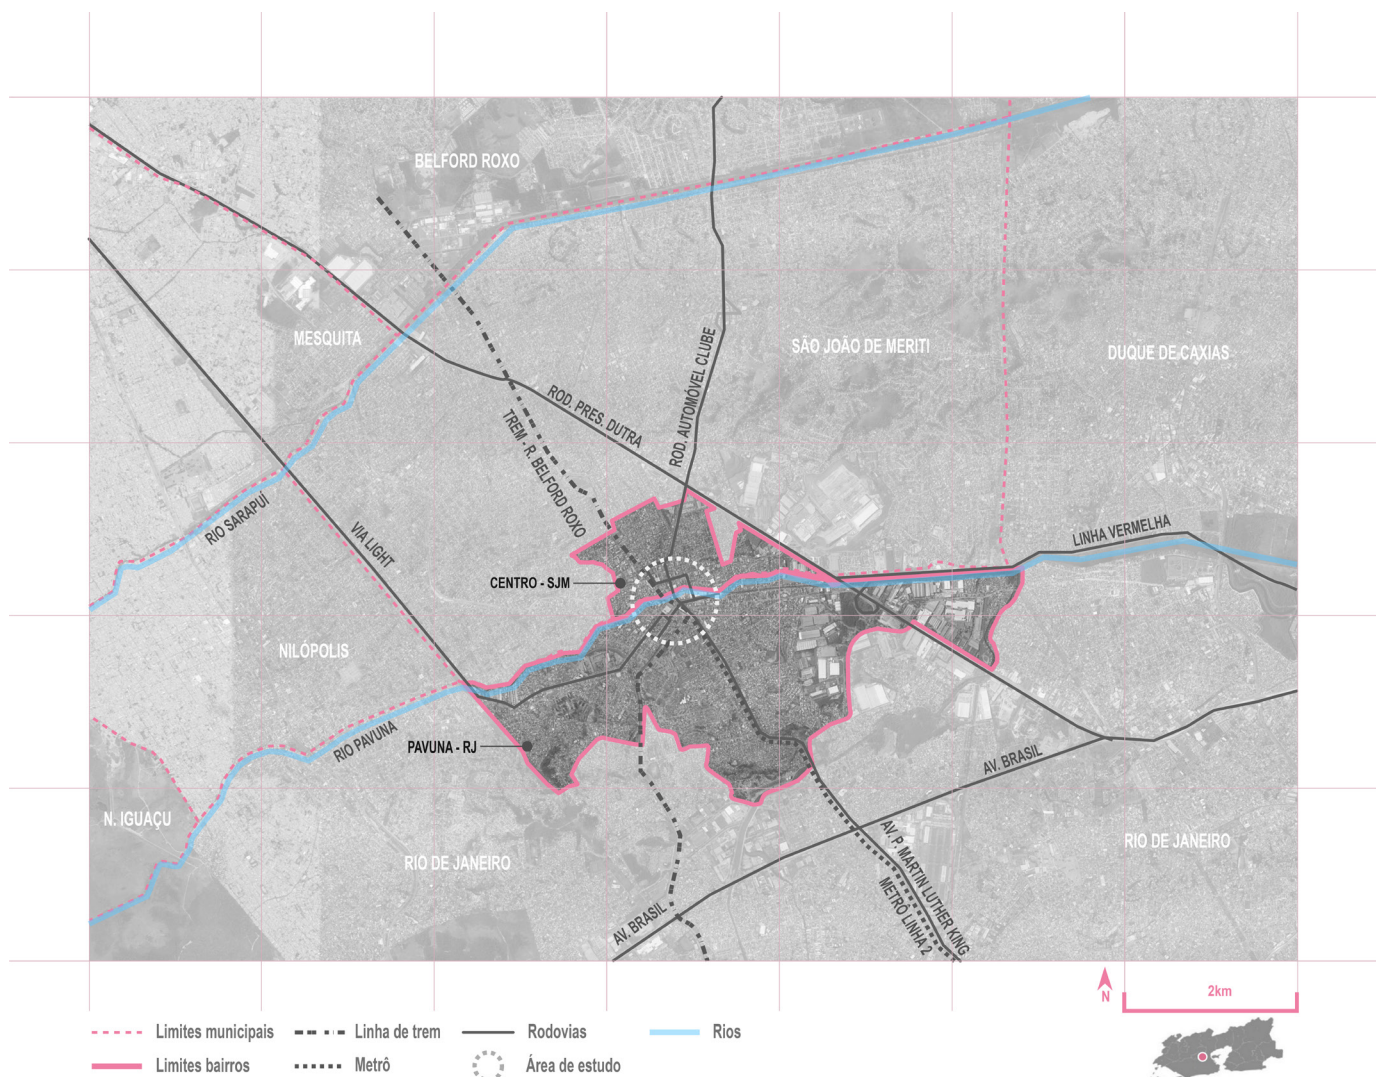 BELFORD ROXO
MESQUITA
SÃO JOÃO DE MERITI
DUQUE DE CAXIAS
ROD. AUTOMÓVEL CLUBE
ROD. PRES. DUTRA
TREM - R. BELFORD ROXO
RIO SARAPUÍ
VIA LIGHT
LINHA VERMELHA
CENTRO - SJM
NILÓPOLIS
RIO PAVUNA
PAVUNA - RJ
AV. BRASIL
N. IGUAÇU
RIO DE JANEIRO
RIO DE JANEIRO
AV. P. MARTIN LUTHER KING
METRÔ LINHA 2
AV. BRASIL
N
2km
Limites municipais
Linha de trem
Rodovias
Rios
Limites bairros
Metrô
Área de estudo